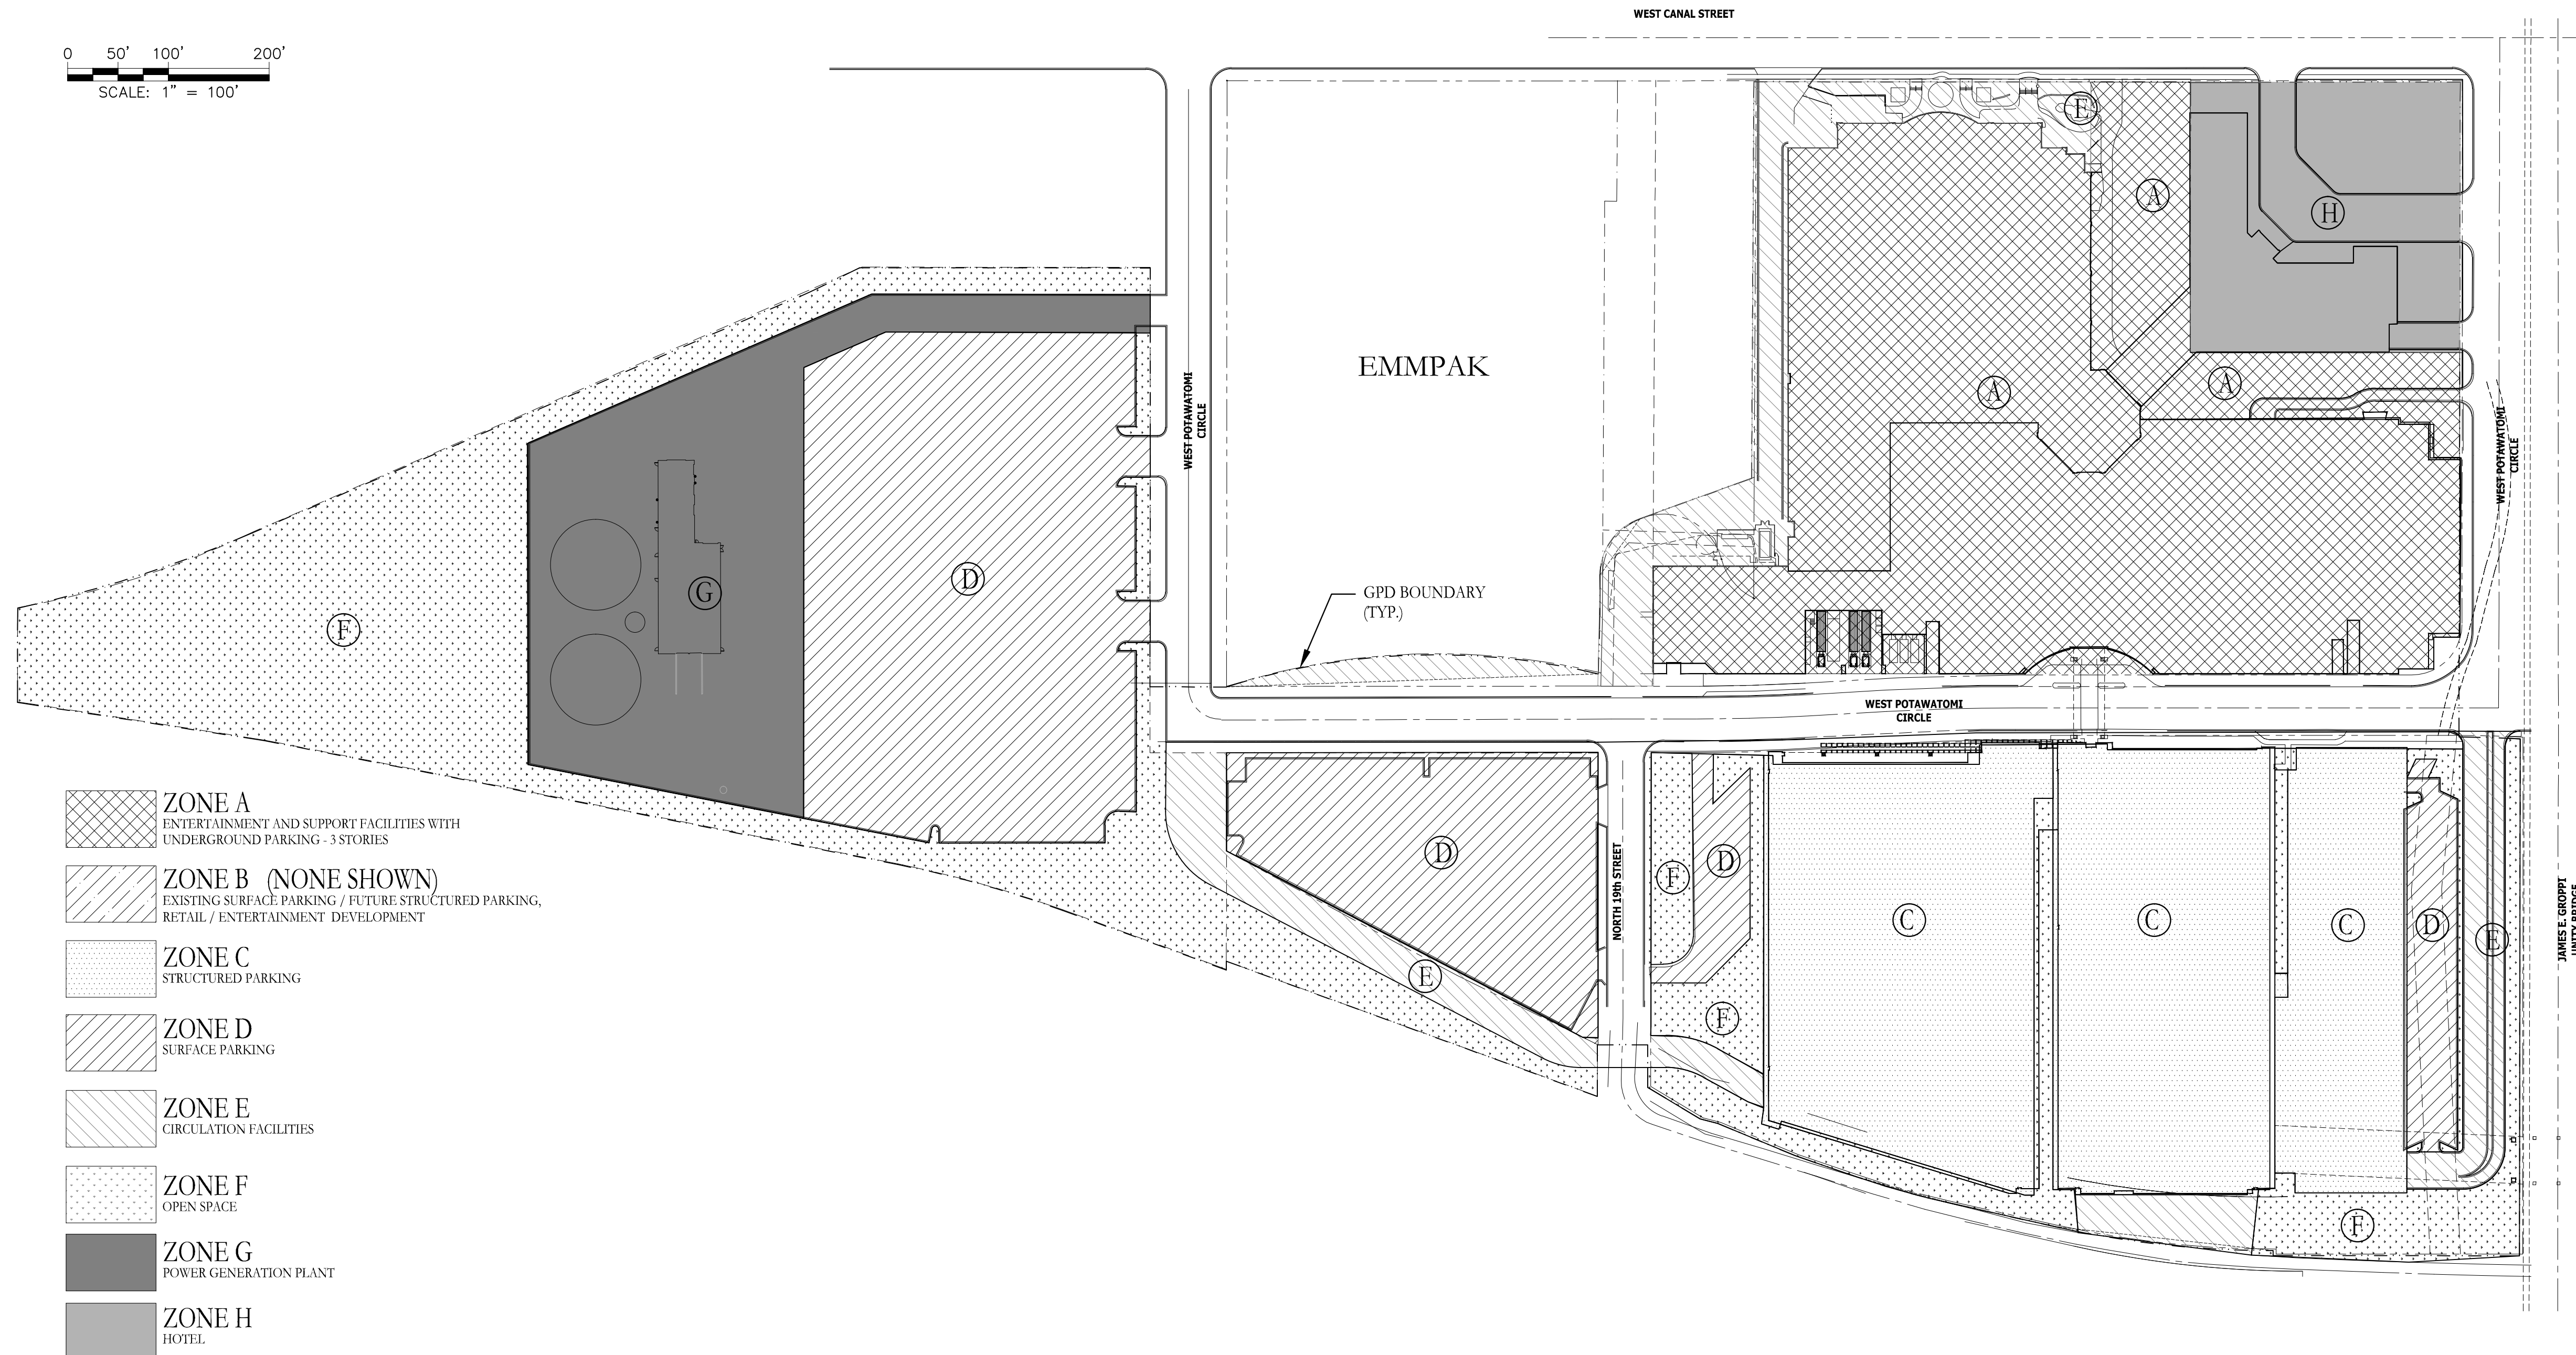 WEST CANAL STREET
0 50' 100' 200'
SCALE: 1" = 100'
E
A
H
EMMPAK
A
A
WEST POTAWATOMI
CIRCLE
WEST POTAWATOMI
CIRCLE
D
G
GPD BOUNDARY
(TYP.)
F
WEST POTAWATOMI
CIRCLE
ZONE A
ENTERTAINMENT AND SUPPORT FACILITIES WITH
UNDERGROUND PARKING - 3 STORIES
ZONE B (NONE SHOWN)
EXISTING SURFACE PARKING / FUTURE STRUCTURED PARKING,
RETAIL / ENTERTAINMENT DEVELOPMENT
ZONE C
STRUCTURED PARKING
ZONE D
SURFACE PARKING
ZONE E
CIRCULATION FACILITIES
ZONE F
OPEN SPACE
ZONE G
POWER GENERATION PLANT
ZONE H
HOTEL
D
E
NORTH 19th STREET
F
D
F
C
C
C
D
E
F
JAMES E. GROPPI
UNITY BRIDGE